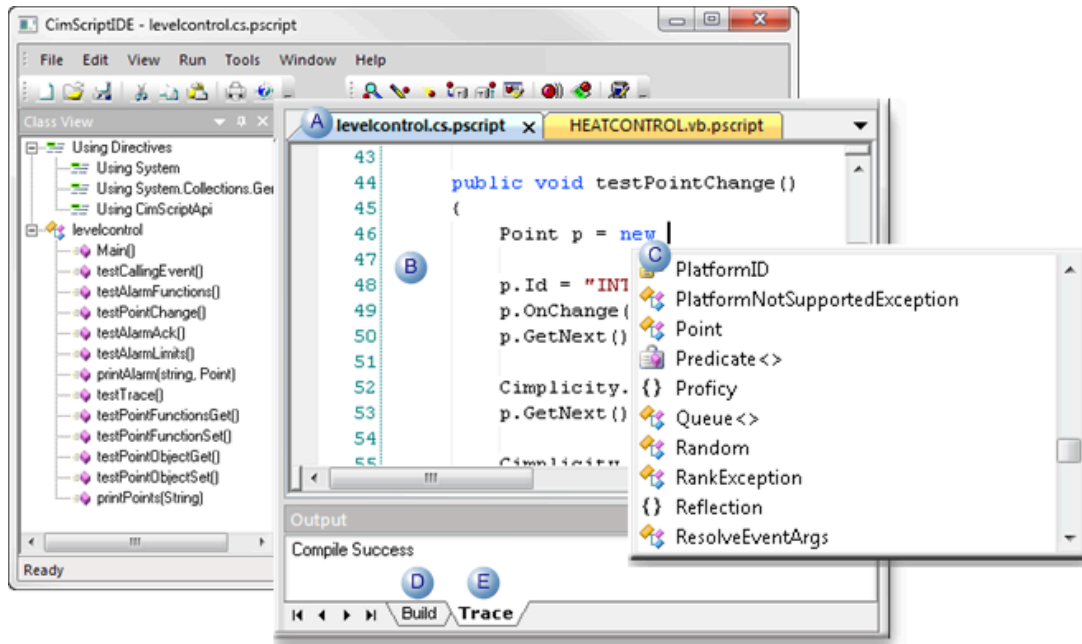 CimScriptIDE - levelcontrol.cs.pscript
File Edit View Run Tools Window Help
Class View
Using Directives
Using System
Using System.Collections.Ge
Using CimScriptApi
levelcontrol
Main()
testCallingEvent()
testAlarmFunctions()
testPointChange()
testAlarmAck()
testAlarmLimits()
printAlarm(string, Point)
testTrace()
testPointFunctionsGet()
testPointFunctionSet()
testPointObjectGet()
testPointObjectSet()
printPoints(String)
Ready
A levelcontrol.cs.pscript x HEATCONTROL.vb.pscript
43
44 public void testPointChange()
45 {
46 Point p = new
47
48 p.Id = "INT
49 p.OnChange(
50 p.GetNext()
51
52 Cimplicity.
53 p.GetNext()
54
55 Cimplicity
B
C
PlatformID
PlatformNotSupportedException
Point
Predicate<>
{} Proficy
Queue<>
Random
RankException
{} Reflection
ResolveEventArgs
Output
Compile Success
D E
Build Trace